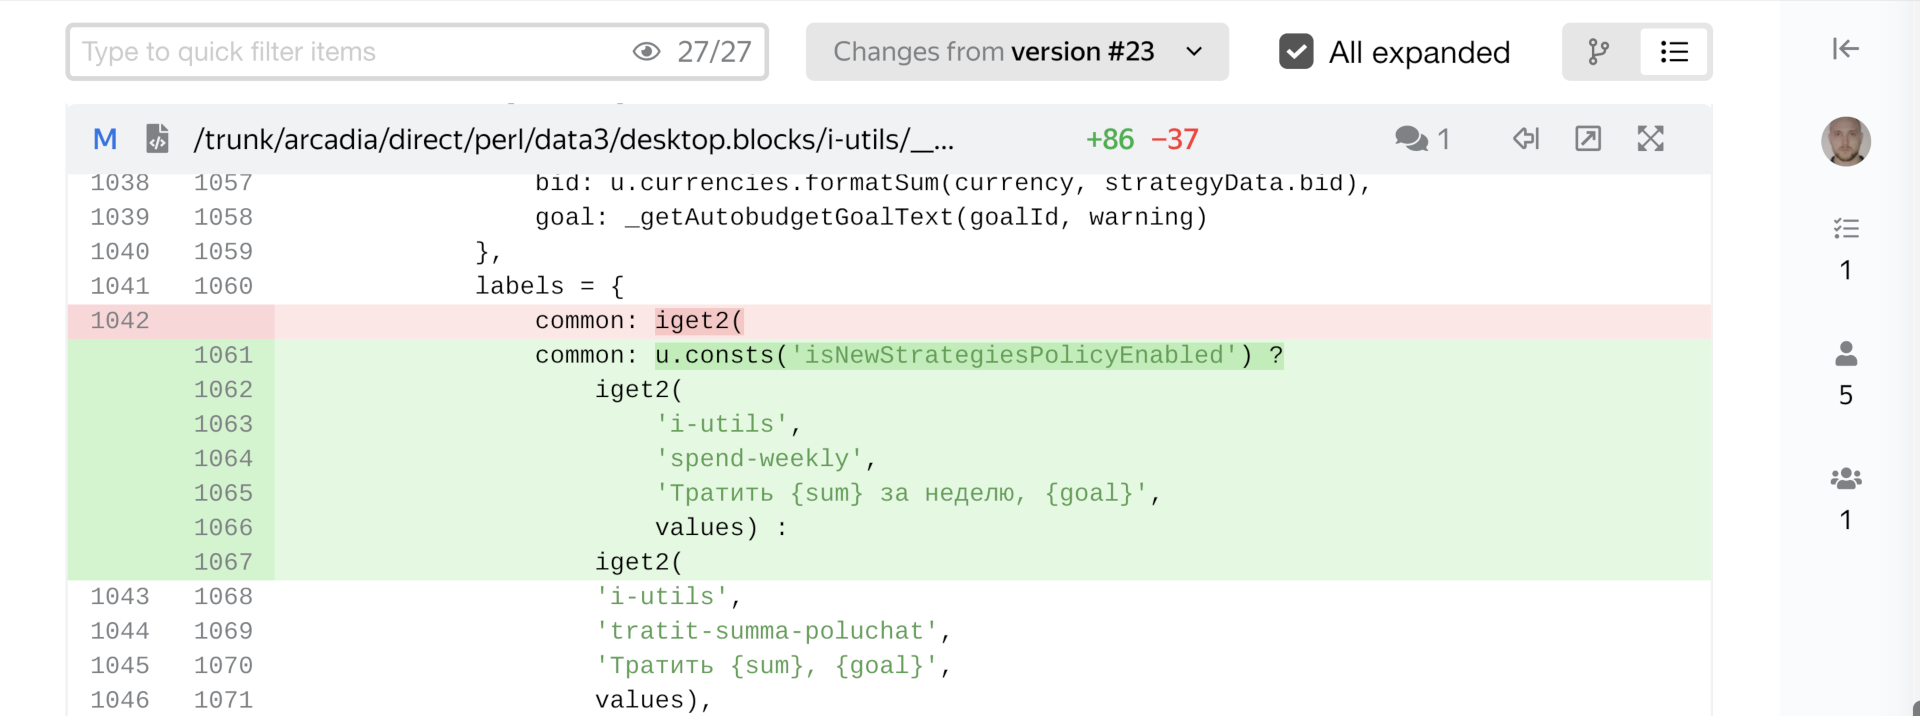 Type to quick filter items 27/27 Changes from version #23 All expanded
M /trunk/arcadia/direct/perl/data3/desktop.blocks/i-utils/__... +86 −37 1
1038 1057 bid: u.currencies.formatSum(currency, strategyData.bid),
1039 1058 goal: _getAutobudgetGoalText(goalId, warning)
1040 1059 },
1041 1060 labels = {
1042 common: iget2(
1061 common: u.consts('isNewStrategiesPolicyEnabled') ?
1062 iget2(
1063 'i-utils',
1064 'spend-weekly',
1065 'Тратить {sum} за неделю, {goal}',
1066 values) :
1067 iget2(
1043 1068 'i-utils',
1044 1069 'tratit-summa-poluchat',
1045 1070 'Тратить {sum}, {goal}',
1046 1071 values),
1
5
1